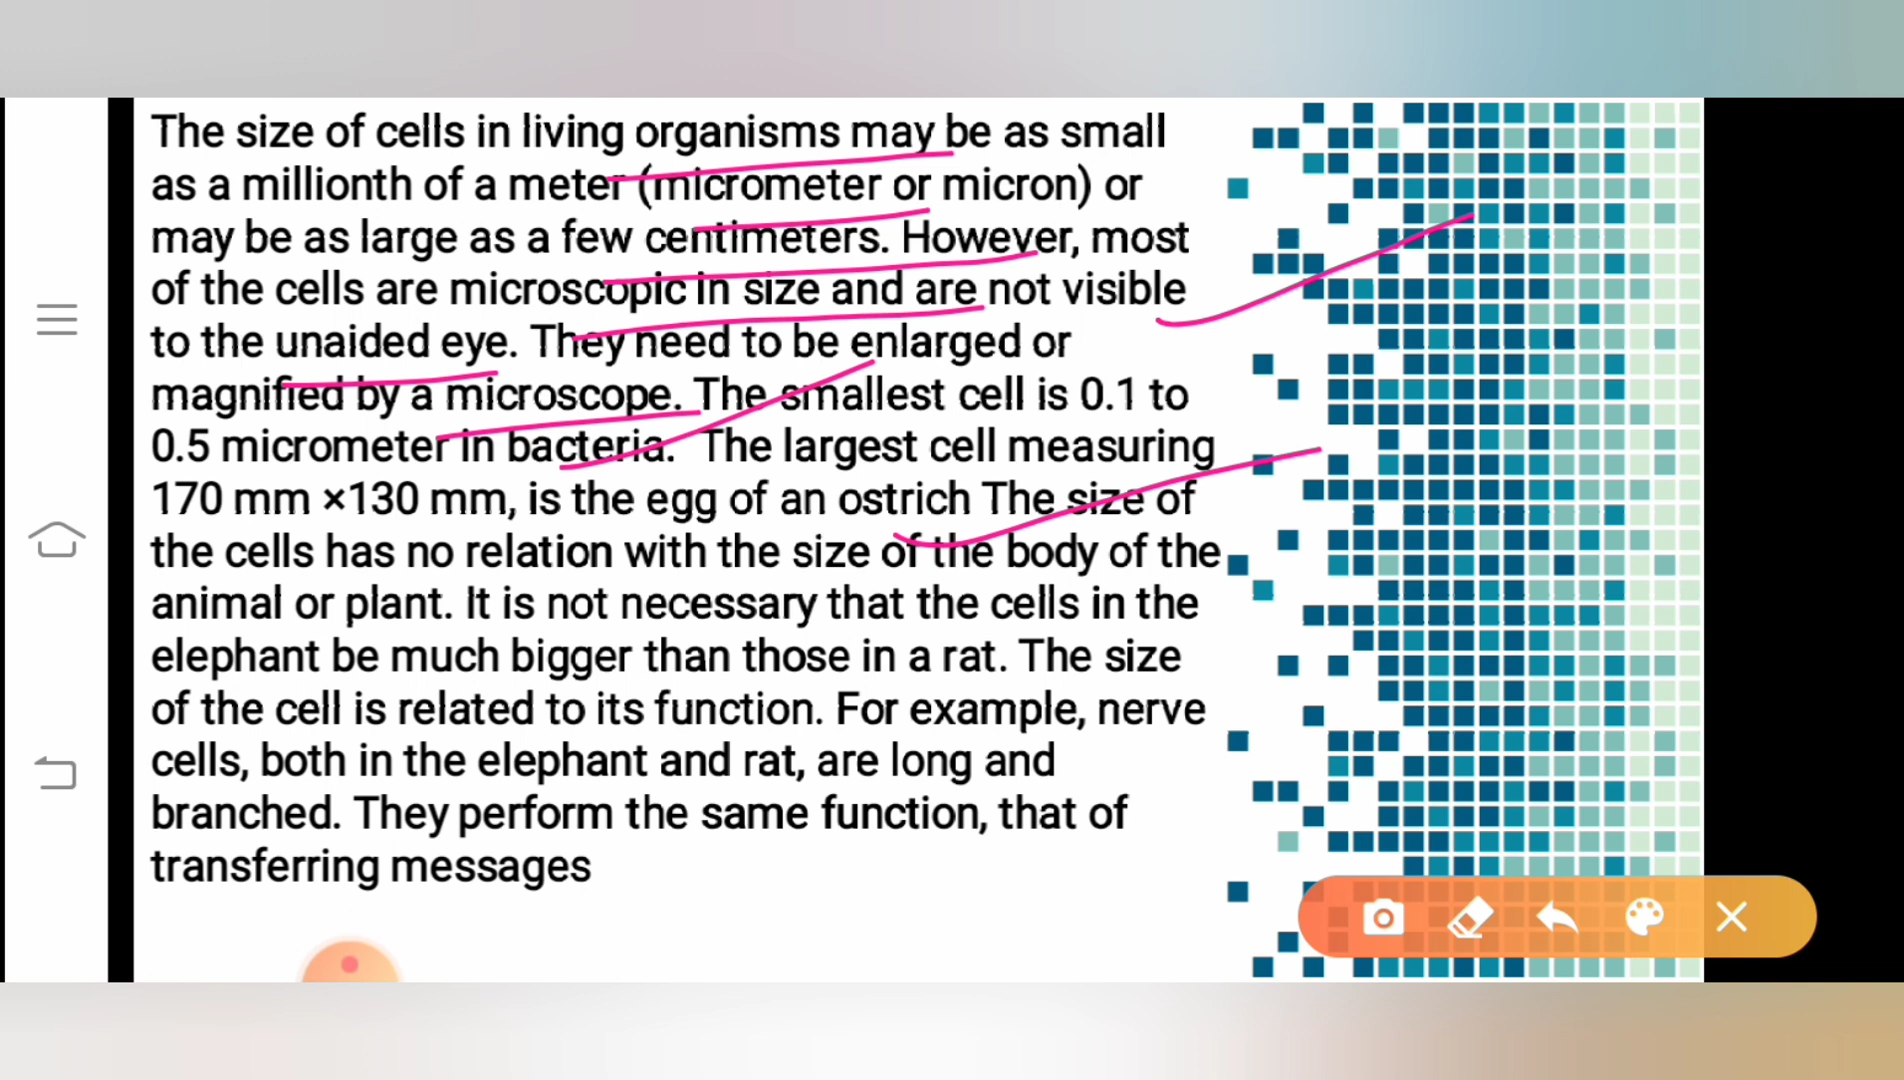 The size of cells in living organisms may be as small
as a millionth of a meter (micrometer or micron) or
may be as large as a few centimeters. However, most
of the cells are microscopic in size and are not visible
to the unaided eye. They need to be enlarged or
magnified by a microscope. The smallest cell is 0.1 to
0.5 micrometer in bacteria. The largest cell measuring
170 mm ×130 mm, is the egg of an ostrich The size of
the cells has no relation with the size of the body of the
animal or plant. It is not necessary that the cells in the
elephant be much bigger than those in a rat. The size
of the cell is related to its function. For example, nerve
cells, both in the elephant and rat, are long and
branched. They perform the same function, that of
transferring messages